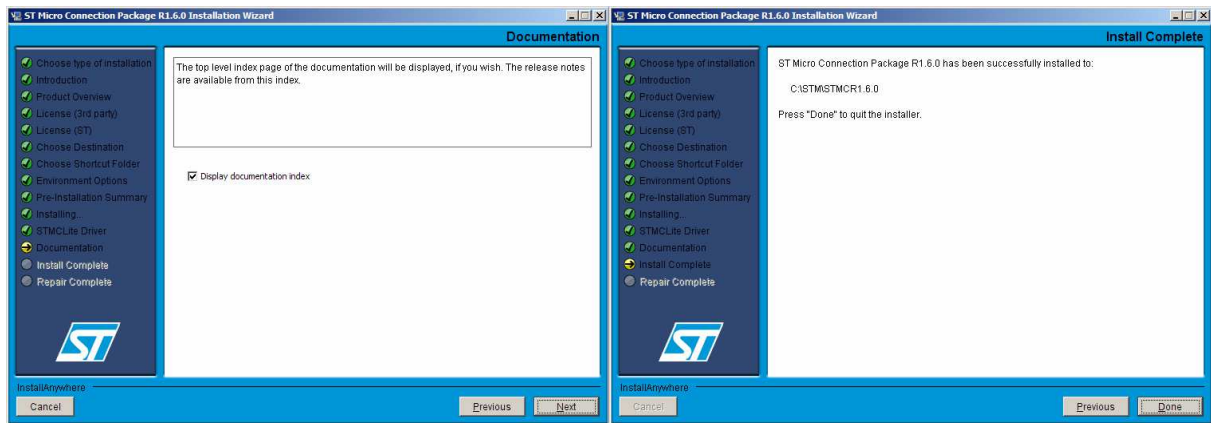 ST Micro Connection Package R1.6.0 Installation Wizard
Documentation
Choose type of installation
Introduction
Product Overview
License (3rd party)
License (ST)
Choose Destination
Choose Shortcut Folder
Environment Options
Pre-Installation Summary
Installing...
STMCLite Driver
Documentation
Install Complete
Repair Complete
ST
The top level index page of the documentation will be displayed, if you wish. The release notes
are available from this index.
Display documentation index
InstallAnywhere
Cancel
Previous
Next
ST Micro Connection Package R1.6.0 Installation Wizard
Install Complete
Choose type of installation
Introduction
Product Overview
License (3rd party)
License (ST)
Choose Destination
Choose Shortcut Folder
Environment Options
Pre-Installation Summary
Installing...
STMCLite Driver
Documentation
Install Complete
Repair Complete
ST
ST Micro Connection Package R1.6.0 has been successfully installed to:
C:\STM\STMCR1.6.0
Press "Done" to quit the installer.
InstallAnywhere
Cancel
Previous
Done